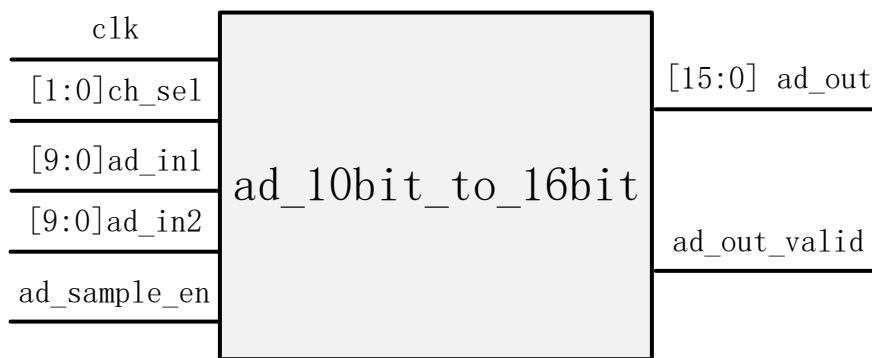 clk
[1:0]ch_sel
[9:0]ad_in1
[9:0]ad_in2
ad_sample_en
ad_10bit_to_16bit
[15:0] ad_out
ad_out_valid